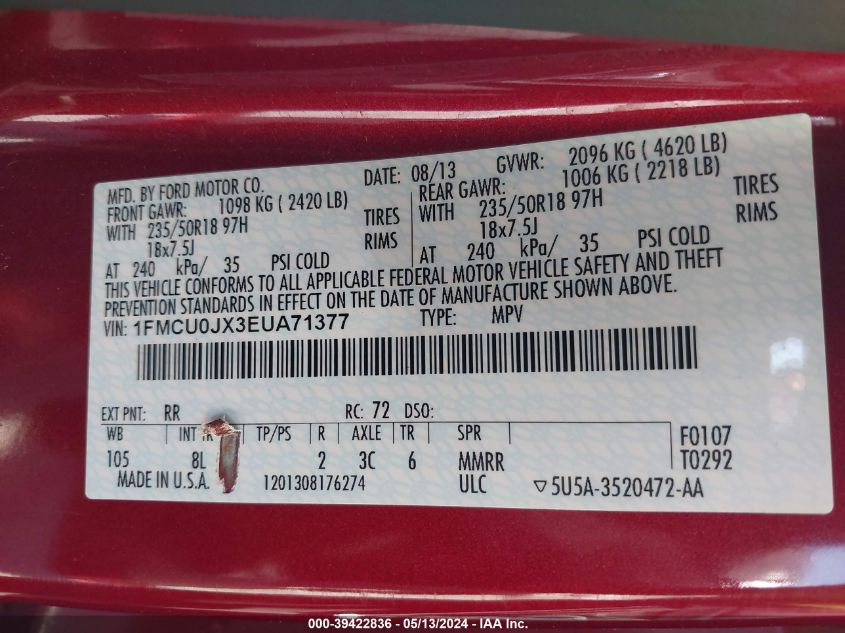 MFD. BY FORD MOTOR CO. DATE: 08/13 GVWR: 2096 KG ( 4620 LB)
FRONT GAWR: 1098 KG ( 2420 LB) REAR GAWR: 1006 KG ( 2218 LB)
WITH 235/50R18 97H TIRES WITH 235/50R18 97H TIRES
18x7.5J RIMS 18x7.5J RIMS
AT 240 kPa/ 35 PSI COLD AT 240 kPa/ 35 PSI COLD
THIS VEHICLE CONFORMS TO ALL APPLICABLE FEDERAL MOTOR VEHICLE SAFETY AND THEFT
PREVENTION STANDARDS IN EFFECT ON THE DATE OF MANUFACTURE SHOWN ABOVE.
VIN: 1FMCU0JX3EUA71377 TYPE: MPV
EXT PNT: RR RC: 72 DSO:
WB INT TP/PS R AXLE TR SPR F0107
105 8L 2 3C 6 MMRR T0292
MADE IN U.S.A. 1201308176274 ULC ▽5U5A-3520472-AA
000-39422836 - 05/13/2024 - IAA Inc.